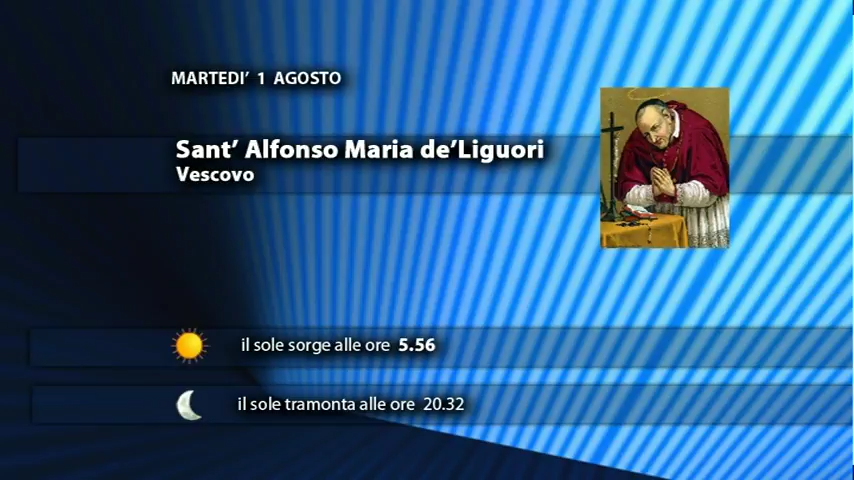 MARTEDI’ 1 AGOSTO
Sant’ Alfonso Maria de’Liguori
Vescovo
il sole sorge alle ore 5.56
il sole tramonta alle ore 20.32